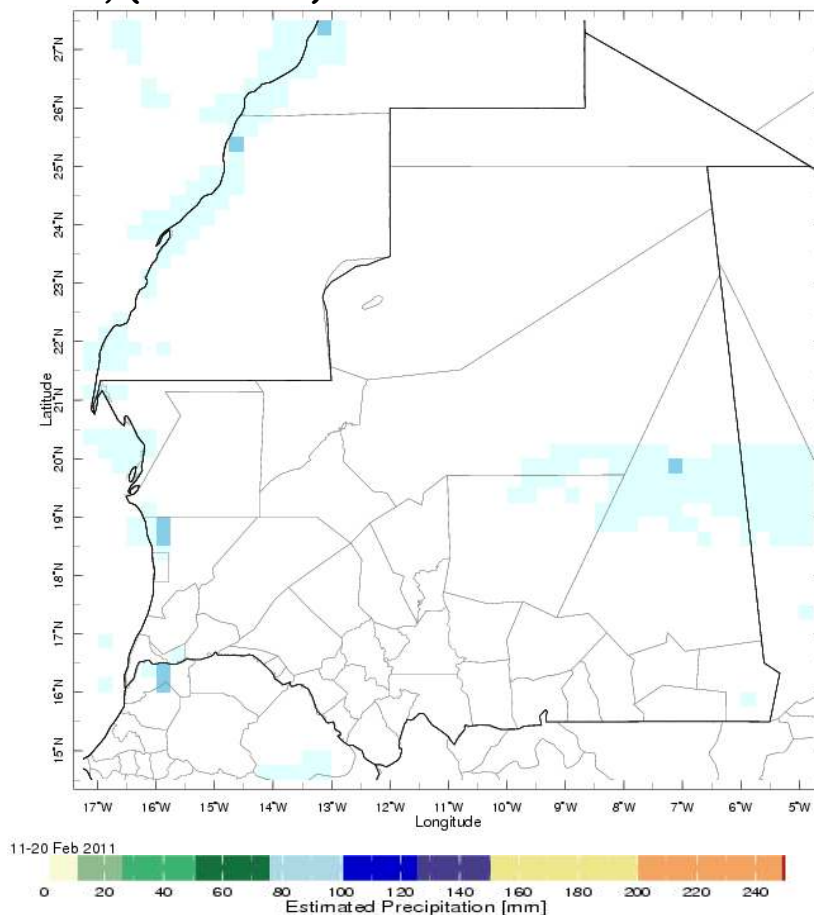 27°N
26°N
25°N
24°N
23°N
22°N
21°N
20°N
19°N
18°N
17°N
16°N
15°N
Latitude
17°W 16°W 15°W 14°W 13°W 12°W 11°W 10°W 9°W 8°W 7°W 6°W 5°W
Longitude
11-20 Feb 2011
0 20 40 60 80 100 120 140 160 180 200 220 240
Estimated Precipitation [mm]